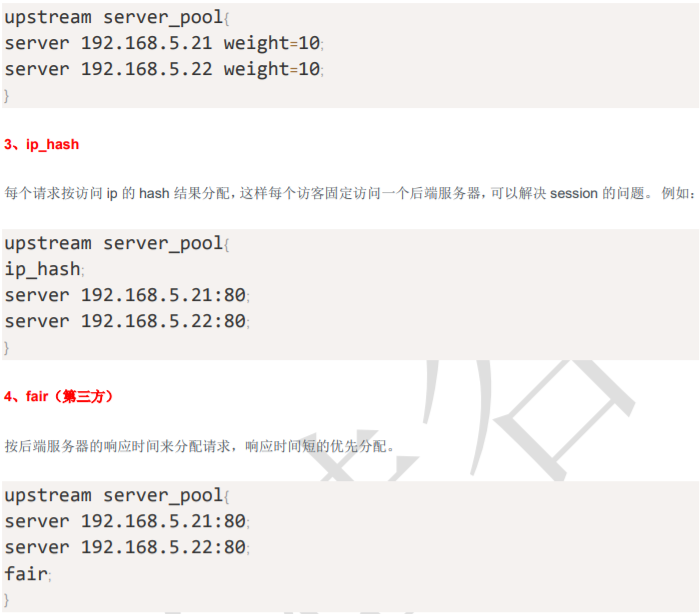 upstream server_pool{
server 192.168.5.21 weight=10;
server 192.168.5.22 weight=10;
}
3、ip_hash
每个请求按访问 ip 的 hash 结果分配，这样每个访客固定访问一个后端服务器，可以解决 session 的问题。 例如：
upstream server_pool{
ip_hash;
server 192.168.5.21:80;
server 192.168.5.22:80;
}
4、fair（第三方）
按后端服务器的响应时间来分配请求，响应时间短的优先分配。
upstream server_pool{
server 192.168.5.21:80;
server 192.168.5.22:80;
fair;
}